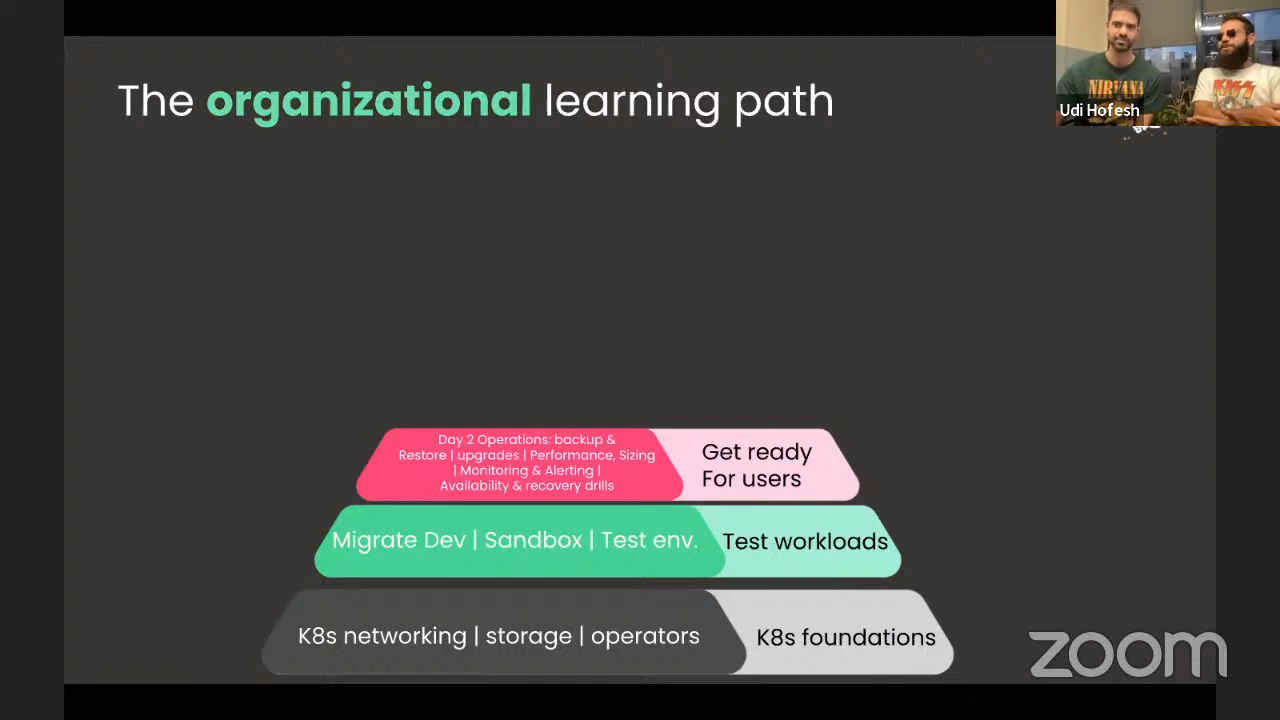 The organizational learning path
NIRVANA
KISS
Udi Hofesh
Day 2 Operations: backup &
Restore | upgrades | Performance, Sizing
| Monitoring & Alerting |
Availability & recovery drills
Get ready
For users
Migrate Dev | Sandbox | Test env.
Test workloads
K8s networking | storage | operators
K8s foundations
zoom